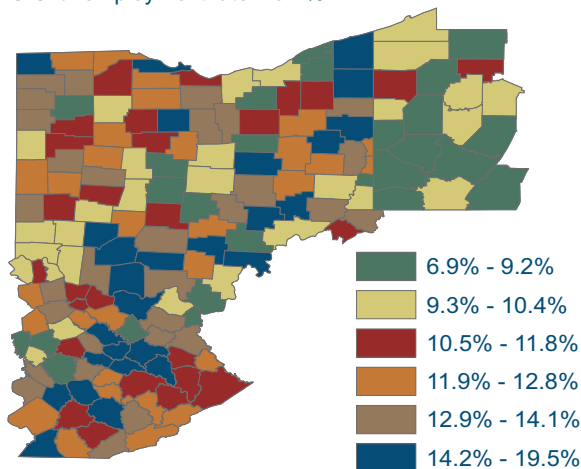 6.9% - 9.2%
9.3% - 10.4%
10.5% - 11.8%
11.9% - 12.8%
12.9% - 14.1%
14.2% - 19.5%